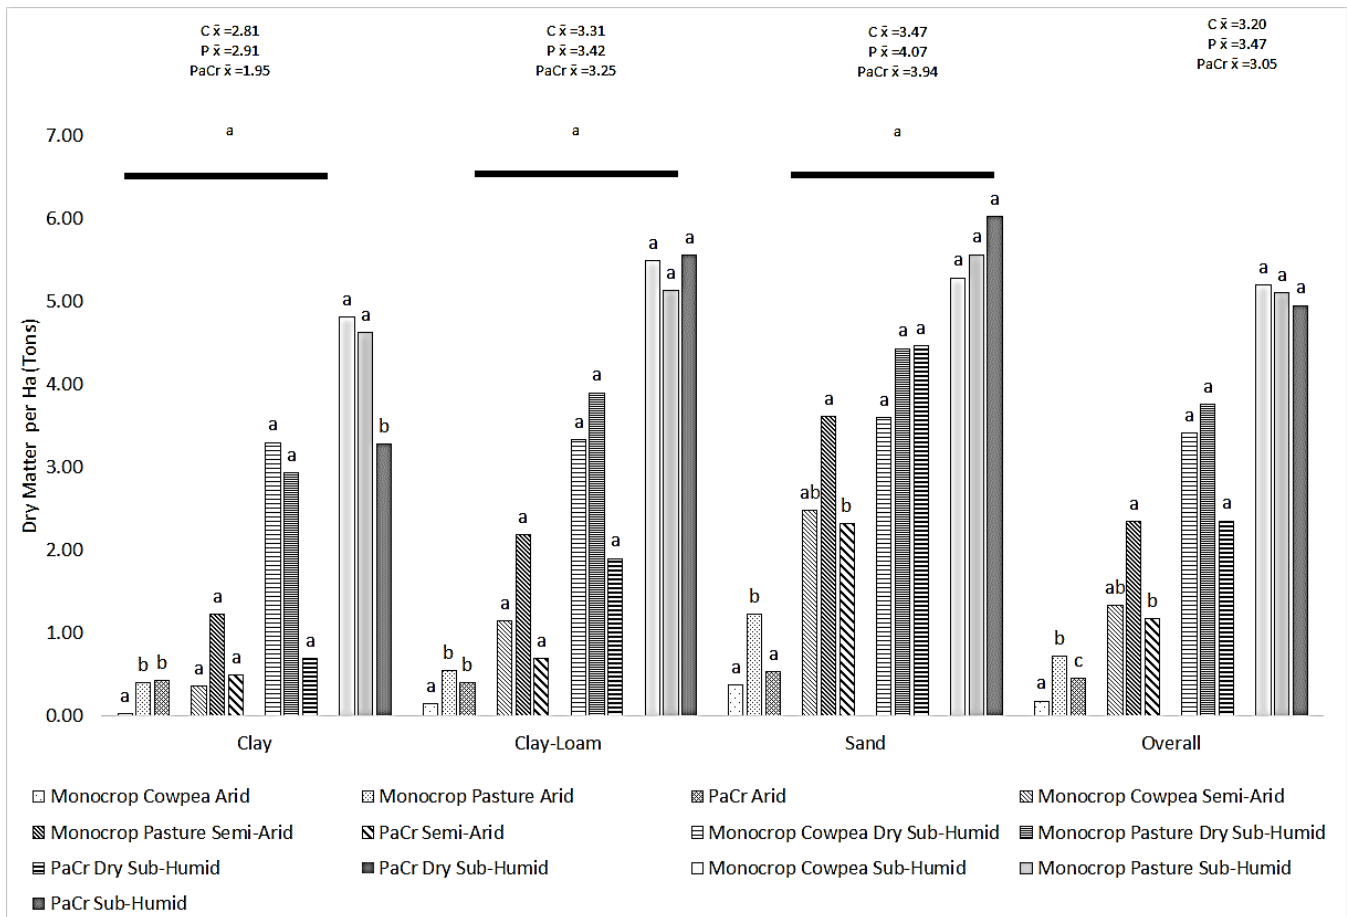 C x̄ =2.81
P x̄ =2.91
PaCr x̄ =1.95
C x̄ =3.31
P x̄ =3.42
PaCr x̄ =3.25
C x̄ =3.47
P x̄ =4.07
PaCr x̄ =3.94
C x̄ =3.20
P x̄ =3.47
PaCr x̄ =3.05
Dry Matter per Ha (Tons)
7.00
6.00
5.00
4.00
3.00
2.00
1.00
0.00
a a a
a b b a a a a a a a a b
a b b a a a a a a a a a
a b a ab a b a a a a a a
a b c ab a b a a a a a a
Clay Clay-Loam Sand Overall
Monocrop Cowpea Arid Monocrop Pasture Arid PaCr Arid Monocrop Cowpea Semi-Arid
Monocrop Pasture Semi-Arid PaCr Semi-Arid Monocrop Cowpea Dry Sub-Humid Monocrop Pasture Dry Sub-Humid
PaCr Dry Sub-Humid PaCr Dry Sub-Humid Monocrop Cowpea Sub-Humid Monocrop Pasture Sub-Humid
PaCr Sub-Humid